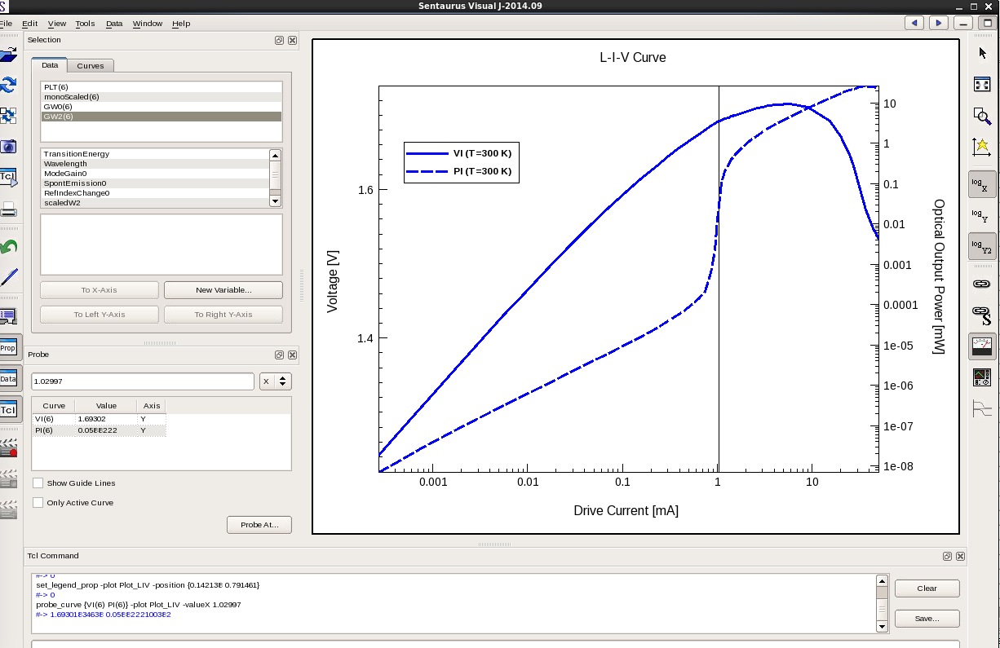 S
Sentaurus Visual J-2014.09
File Edit View Tools Data Window Help
Selection
Data Curves
PLT(6)
monoScaled(6)
GW0(6)
GW2(6)
TransitionEnergy
Wavelength
ModeGain0
SpontEmission0
RefIndexChange0
scaledW2
To X-Axis New Variable...
To Left Y-Axis To Right Y-Axis
Probe
1.02997 X
Curve Value Axis
VI(6) 1.69302 Y
PI(6) 0.0588222 Y
Show Guide Lines
Only Active Curve
Probe At...
Tcl
Prop
Data
Tcl
L-I-V Curve
VI (T=300 K)
PI (T=300 K)
Voltage [V]
1.6
1.4
10
1
0.1
0.01
0.001
0.0001
1e-05
1e-06
1e-07
1e-08
Optical Output Power [mW]
0.001 0.01 0.1 1 10
Drive Current [mA]
log X
log Y
log Y2
S
Tcl Command
#-> 0
set_legend_prop -plot Plot_LIV -position {0.142138 0.791461}
#-> 0
probe_curve {VI(6) PI(6)} -plot Plot_LIV -valueX 1.02997
#-> 1.69301834638 0.0588222100382
Clear
Save...